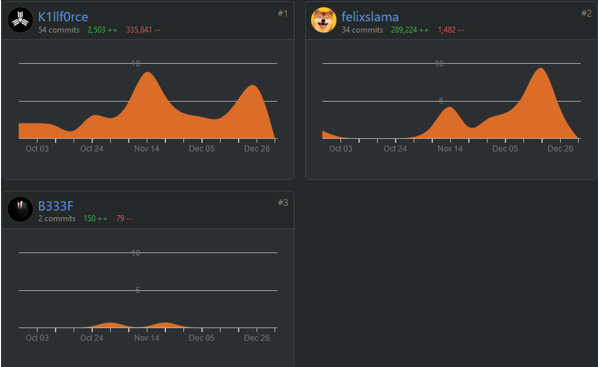 K1llf0rce #1
54 commits 2,503 ++ 335,841 --
10
Oct 03 Oct 24 Nov 14 Dec 05 Dec 26
felixslama #2
34 commits 289,224 ++ 1,482 --
10
5
Oct 03 Oct 24 Nov 14 Dec 05 Dec 26
B333F #3
2 commits 150 ++ 79 --
10
5
Oct 03 Oct 24 Nov 14 Dec 05 Dec 26